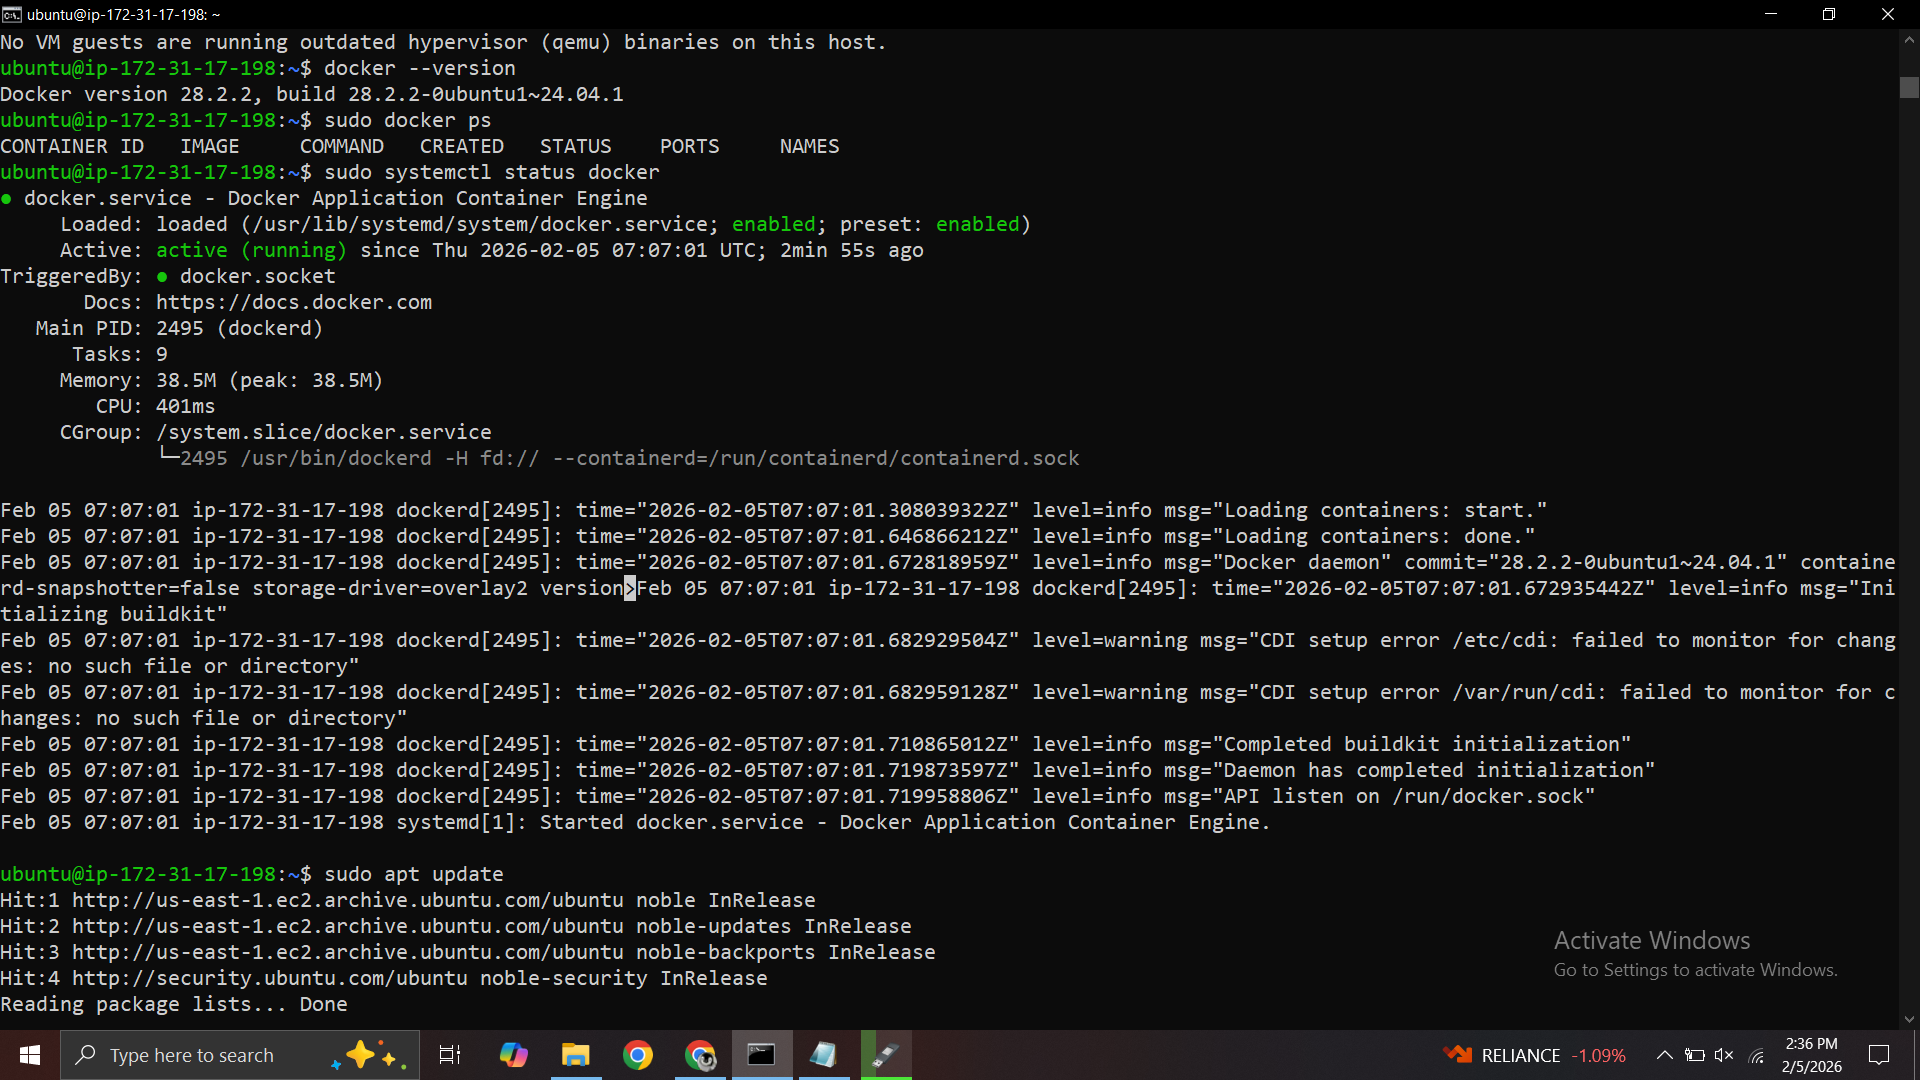 ubuntu@ip-172-31-17-198: ~
No VM guests are running outdated hypervisor (qemu) binaries on this host.
ubuntu@ip-172-31-17-198:~$ docker --version
Docker version 28.2.2, build 28.2.2-0ubuntu1~24.04.1
ubuntu@ip-172-31-17-198:~$ sudo docker ps
CONTAINER ID   IMAGE     COMMAND   CREATED   STATUS    PORTS     NAMES
ubuntu@ip-172-31-17-198:~$ sudo systemctl status docker
● docker.service - Docker Application Container Engine
     Loaded: loaded (/usr/lib/systemd/system/docker.service; enabled; preset: enabled)
     Active: active (running) since Thu 2026-02-05 07:07:01 UTC; 2min 55s ago
TriggeredBy: ● docker.socket
       Docs: https://docs.docker.com
   Main PID: 2495 (dockerd)
      Tasks: 9
     Memory: 38.5M (peak: 38.5M)
        CPU: 401ms
     CGroup: /system.slice/docker.service
             └─2495 /usr/bin/dockerd -H fd:// --containerd=/run/containerd/containerd.sock
Feb 05 07:07:01 ip-172-31-17-198 dockerd[2495]: time="2026-02-05T07:07:01.308039322Z" level=info msg="Loading containers: start."
Feb 05 07:07:01 ip-172-31-17-198 dockerd[2495]: time="2026-02-05T07:07:01.646866212Z" level=info msg="Loading containers: done."
Feb 05 07:07:01 ip-172-31-17-198 dockerd[2495]: time="2026-02-05T07:07:01.672818959Z" level=info msg="Docker daemon" commit="28.2.2-0ubuntu1~24.04.1" containe
rd-snapshotter=false storage-driver=overlay2 version>Feb 05 07:07:01 ip-172-31-17-198 dockerd[2495]: time="2026-02-05T07:07:01.672935442Z" level=info msg="Ini
tializing buildkit"
Feb 05 07:07:01 ip-172-31-17-198 dockerd[2495]: time="2026-02-05T07:07:01.682929504Z" level=warning msg="CDI setup error /etc/cdi: failed to monitor for chang
es: no such file or directory"
Feb 05 07:07:01 ip-172-31-17-198 dockerd[2495]: time="2026-02-05T07:07:01.682959128Z" level=warning msg="CDI setup error /var/run/cdi: failed to monitor for c
hanges: no such file or directory"
Feb 05 07:07:01 ip-172-31-17-198 dockerd[2495]: time="2026-02-05T07:07:01.710865012Z" level=info msg="Completed buildkit initialization"
Feb 05 07:07:01 ip-172-31-17-198 dockerd[2495]: time="2026-02-05T07:07:01.719873597Z" level=info msg="Daemon has completed initialization"
Feb 05 07:07:01 ip-172-31-17-198 dockerd[2495]: time="2026-02-05T07:07:01.719958806Z" level=info msg="API listen on /run/docker.sock"
Feb 05 07:07:01 ip-172-31-17-198 systemd[1]: Started docker.service - Docker Application Container Engine.
ubuntu@ip-172-31-17-198:~$ sudo apt update
Hit:1 http://us-east-1.ec2.archive.ubuntu.com/ubuntu noble InRelease
Hit:2 http://us-east-1.ec2.archive.ubuntu.com/ubuntu noble-updates InRelease
Hit:3 http://us-east-1.ec2.archive.ubuntu.com/ubuntu noble-backports InRelease
Hit:4 http://security.ubuntu.com/ubuntu noble-security InRelease
Reading package lists... Done
Activate Windows
Go to Settings to activate Windows.
Type here to search
RELIANCE -1.09%
2:36 PM
2/5/2026